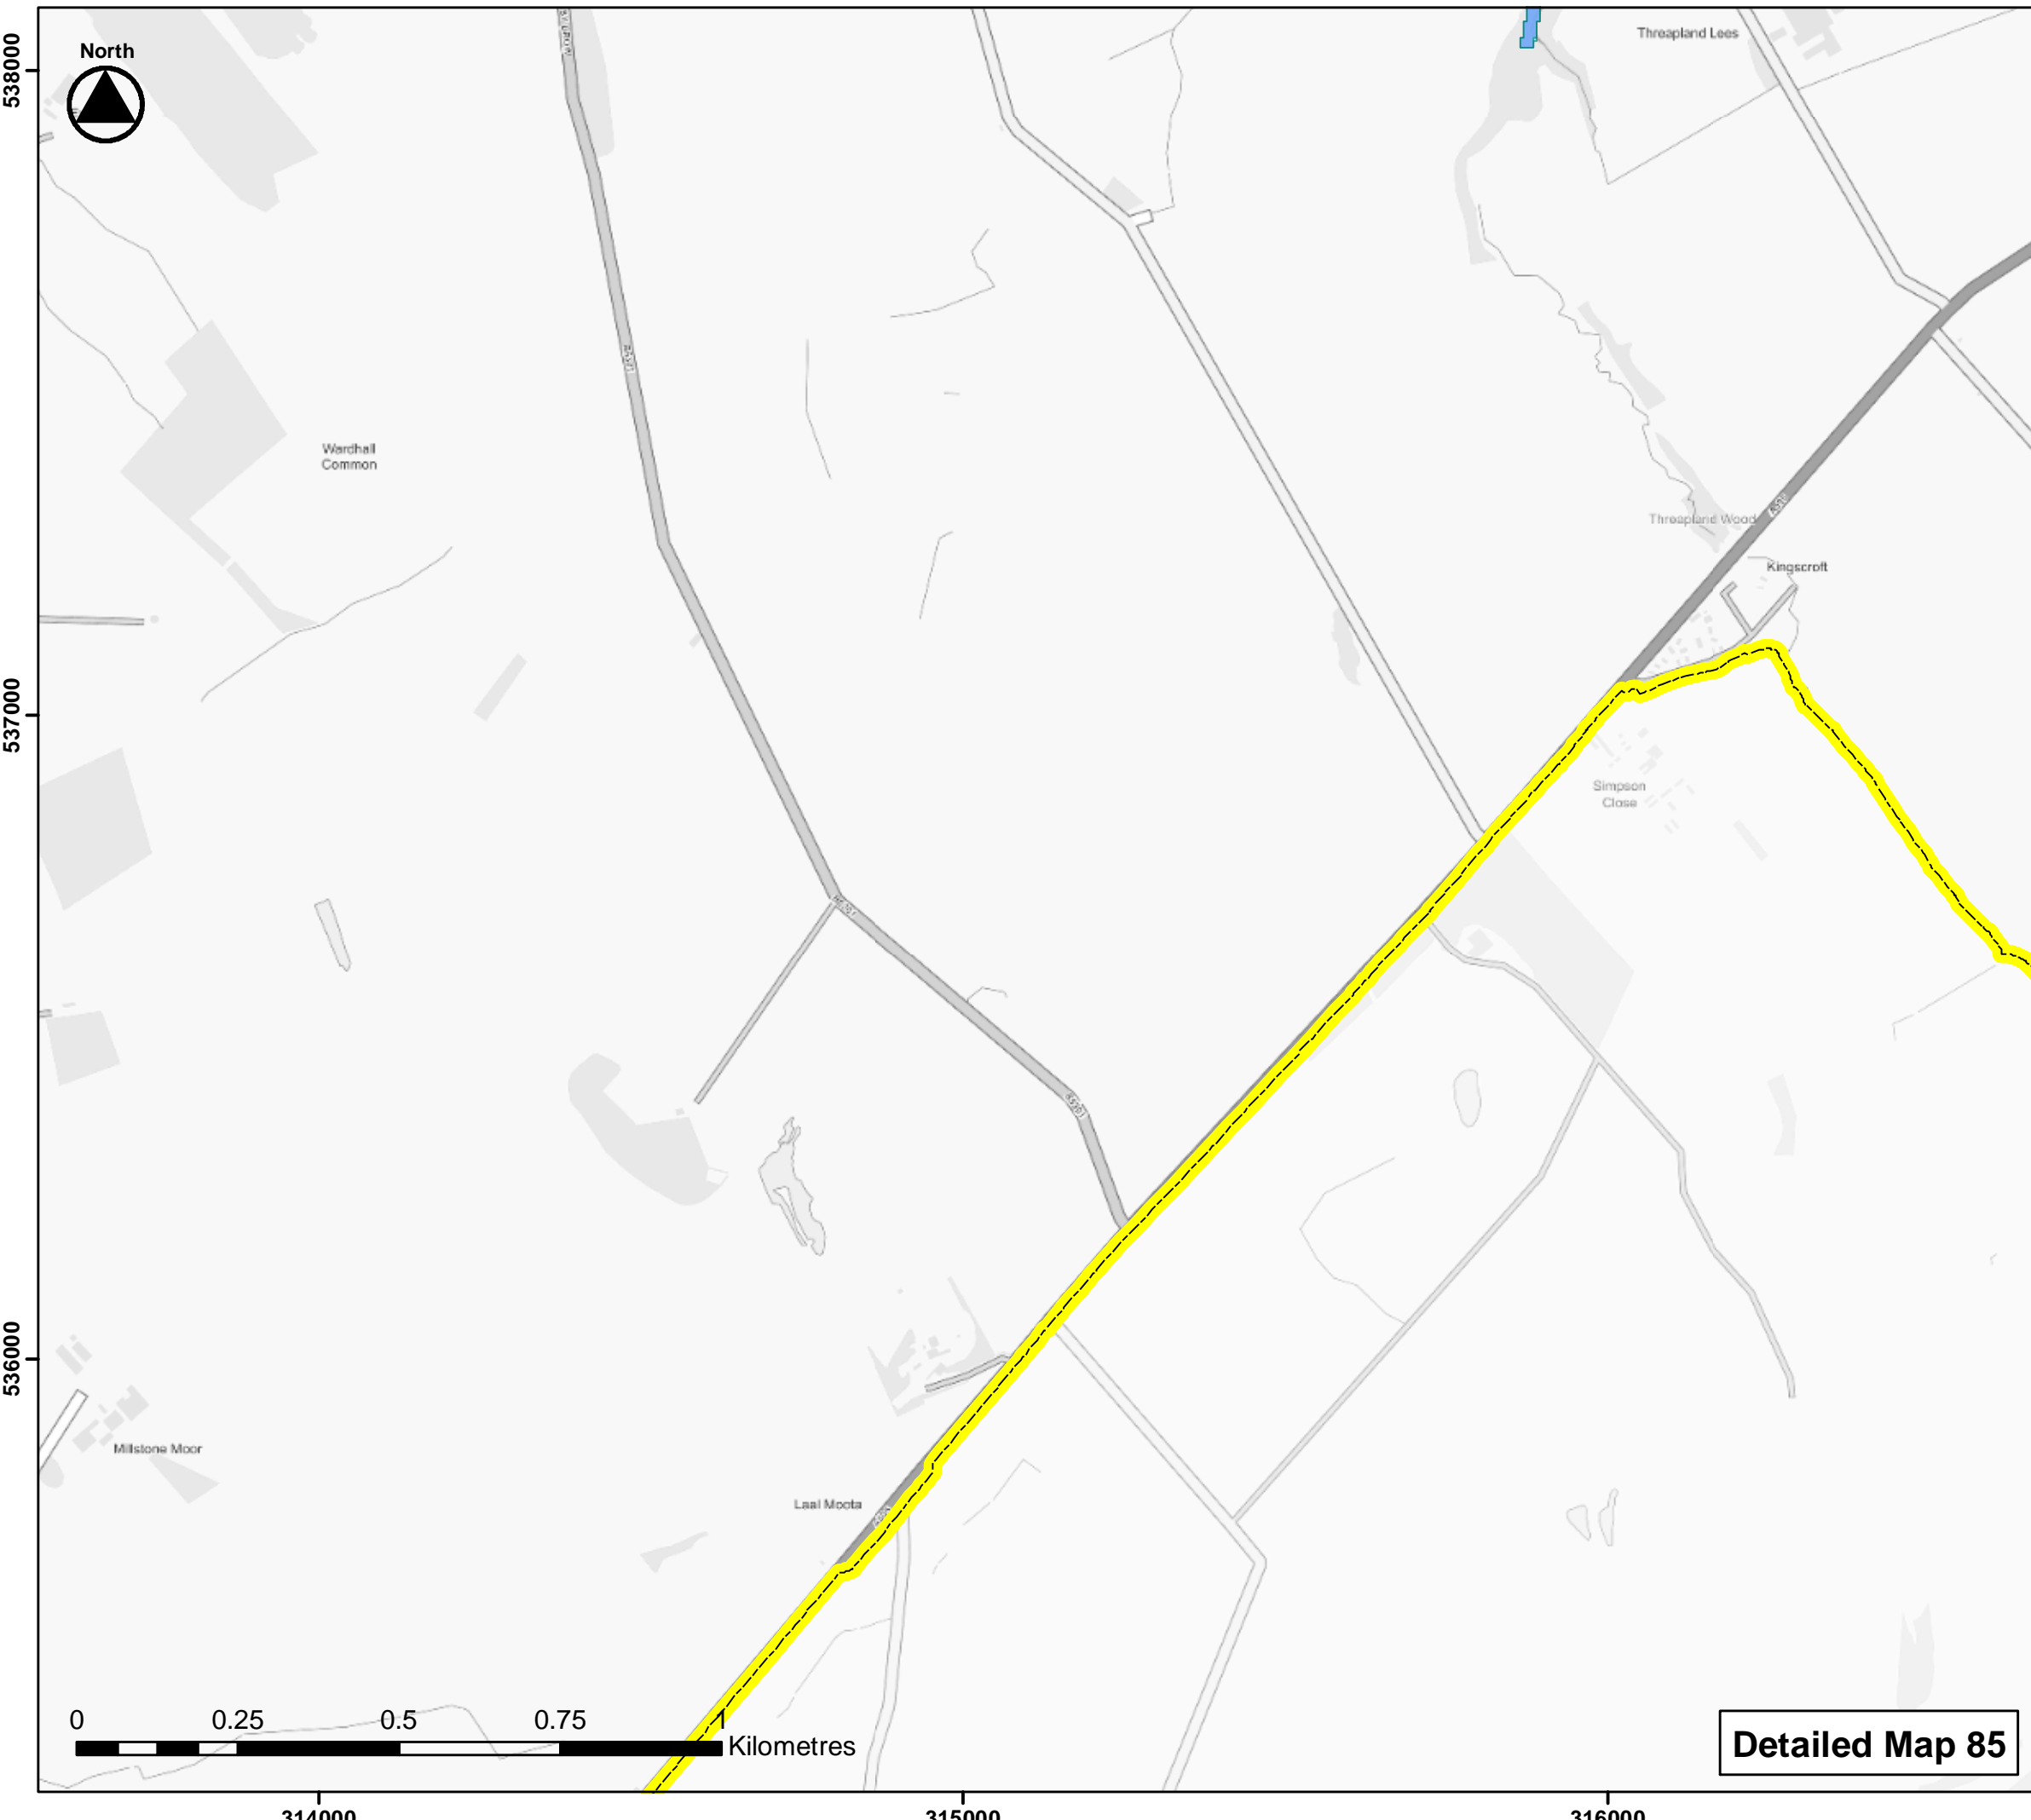 North
Threapland Lees
538000
Wardhall
Common
Threapland Wood
Kingscroft
537000
Simpson
Close
536000
Millstone Moor
Laal Moota
0 0.25 0.5 0.75 1
Kilometres
Detailed Map 85
314000 315000 316000